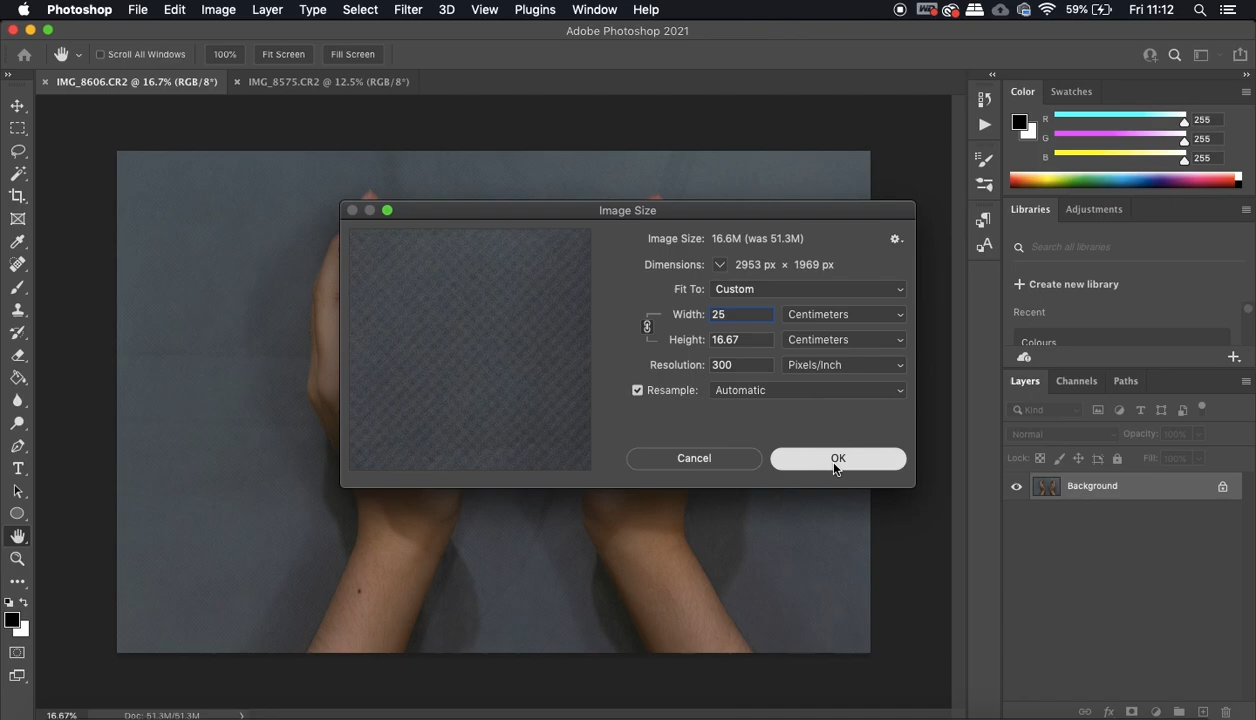 Photoshop File Edit Image Layer Type Select Filter 3D View Plugins Window Help 59% Fri 11:12
Adobe Photoshop 2021
Scroll All Windows 100% Fit Screen Fill Screen
IMG_8606.CR2 @ 16.7% (RGB/8*) IMG_8575.CR2 @ 12.5% (RGB/8*)
Color Swatches
R 255
G 255
B 255
Libraries Adjustments
Search all libraries
Create new library
Recent
Colours
Image Size
Image Size: 16.6M (was 51.3M)
Dimensions: 2953 px × 1969 px
Fit To: Custom
Width: 25 Centimeters
Height: 16.67 Centimeters
Resolution: 300 Pixels/Inch
Resample: Automatic
Cancel OK
Layers Channels Paths
Kind
Normal Opacity: 100%
Lock: Fill: 100%
Background
16.67% Doc: 51.3M/51.3M